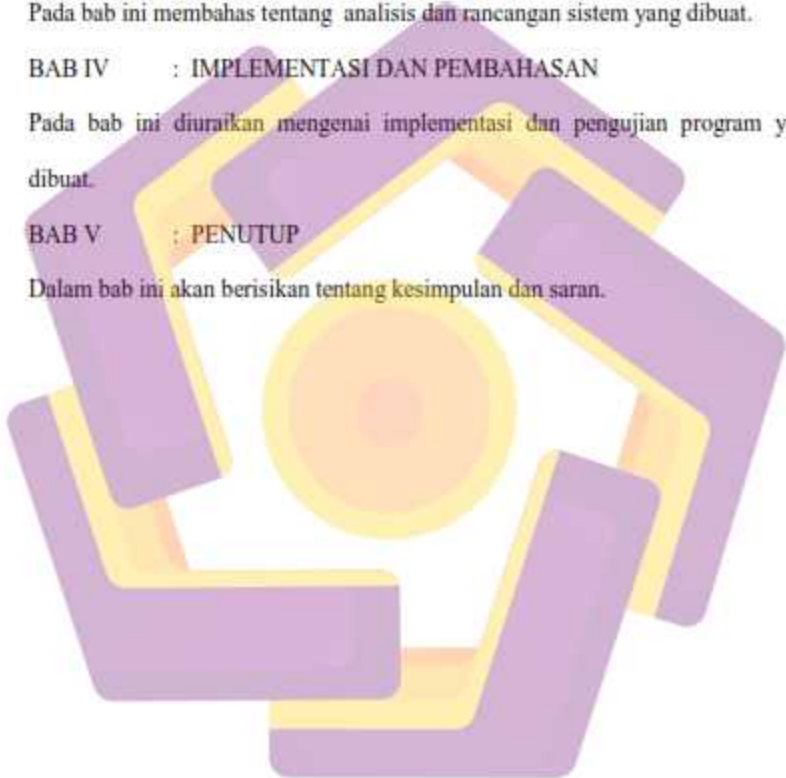 Pada bab ini membahas tentang analisis dan rancangan sistem yang dibuat.
BAB IV : IMPLEMENTASI DAN PEMBAHASAN
Pada bab ini diuraikan mengenai implementasi dan pengujian program y
dibuat.
BAB V : PENUTUP
Dalam bab ini akan berisikan tentang kesimpulan dan saran.